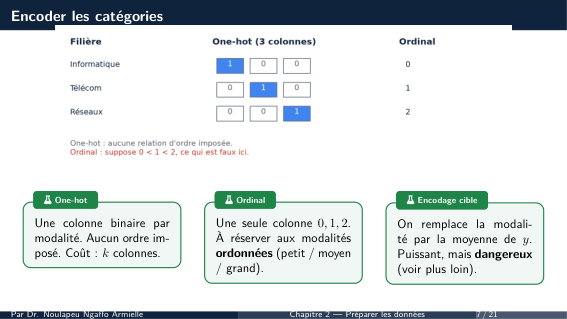 Encoder les catégories
Filière One-hot (3 colonnes) Ordinal
Informatique 1 0 0 0
Télécom 0 1 0 1
Réseaux 0 0 1 2
One-hot : aucune relation d'ordre imposée.
Ordinal : suppose 0 < 1 < 2, ce qui est faux ici.
One-hot
Une colonne binaire par
modalité. Aucun ordre im-
posé. Coût : k colonnes.
Ordinal
Une seule colonne 0, 1, 2.
À réserver aux modalités
ordonnées (petit / moyen
/ grand).
Encodage cible
On remplace la modali-
té par la moyenne de y.
Puissant, mais dangereux
(voir plus loin).
Par Dr. Noulapeu Ngaffo Armielle Chapitre 2 — Préparer les données 7 / 21